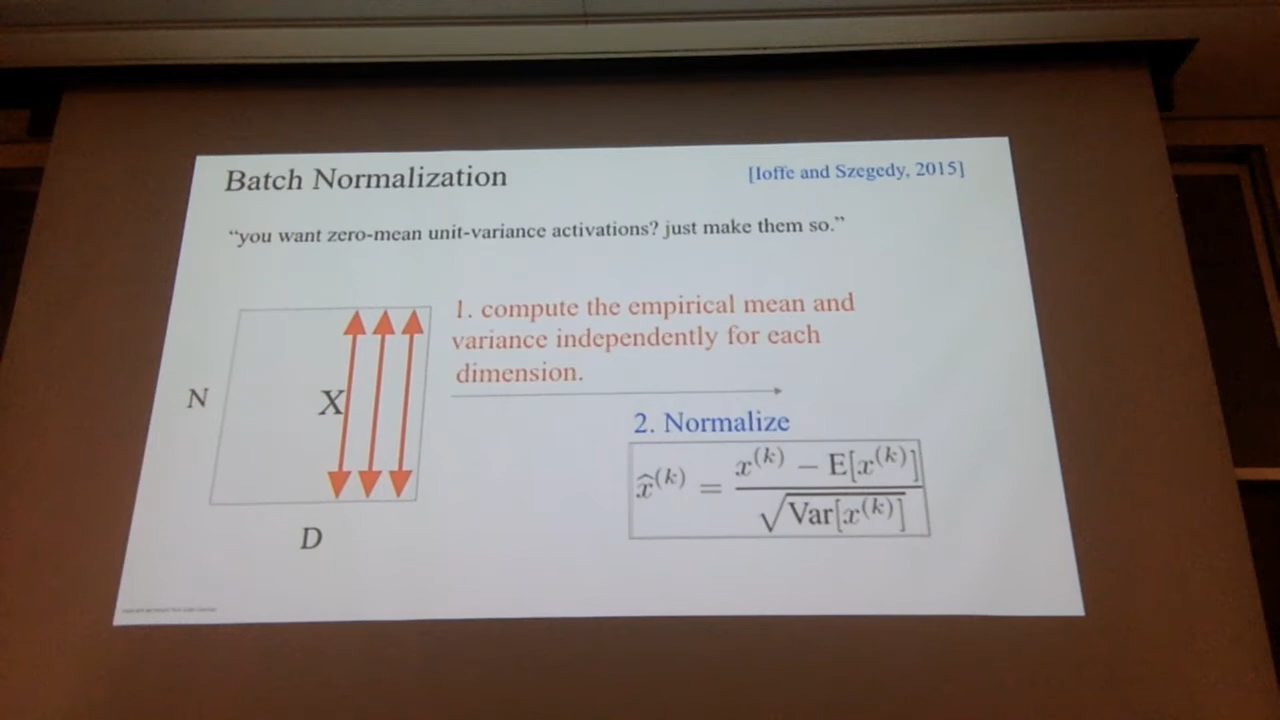 Batch Normalization
[Ioffe and Szegedy, 2015]
“you want zero-mean unit-variance activations? just make them so.”
1. compute the empirical mean and
variance independently for each
dimension.
N
X
D
2. Normalize
x̂^(k) = (x^(k) − E[x^(k)]) / √Var[x^(k)]